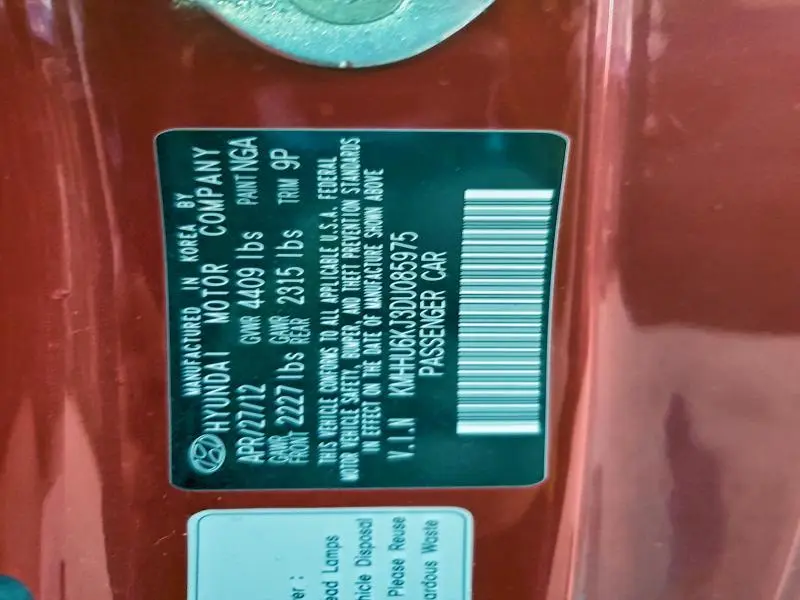 MANUFACTURED IN KOREA BY
HYUNDAI MOTOR COMPANY
APR/27/12 GVWR 4409 lbs PAINT NGA
GAWR FRONT 2227 lbs GAWR REAR 2315 lbs TRIM 9P
THIS VEHICLE CONFORMS TO ALL APPLICABLE U.S.A. FEDERAL
MOTOR VEHICLE SAFETY, BUMPER, AND THEFT PREVENTION STANDARDS
IN EFFECT ON THE DATE OF MANUFACTURE SHOWN ABOVE
V.I.N KMHHU6KJ3DU085975
PASSENGER CAR
er :
ead Lamps
hicle Disposal
Please Reuse
ardous Waste